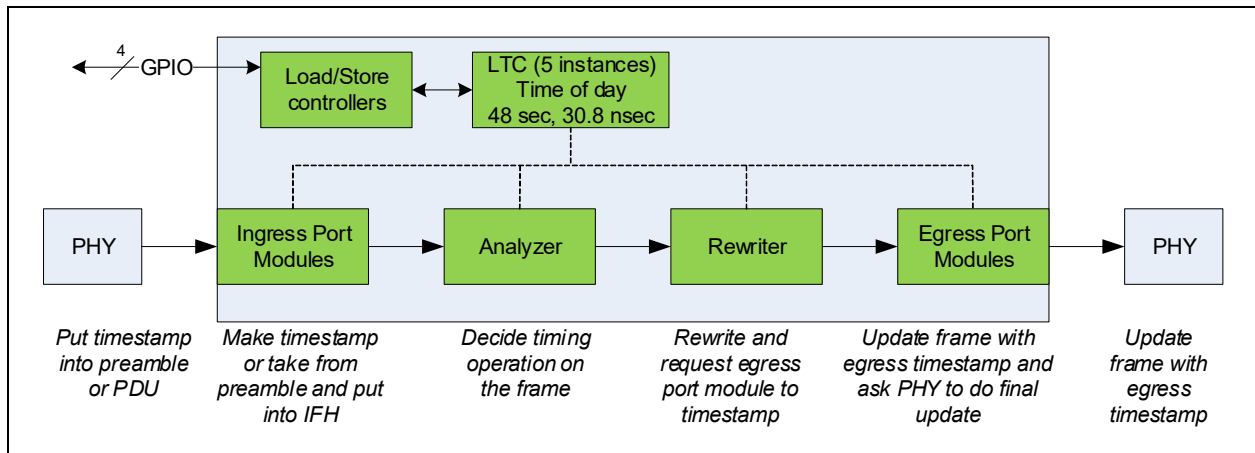 4
GPIO
Load/Store
controllers
LTC (5 instances)
Time of day
48 sec, 30.8 nsec
PHY
Ingress Port
Modules
Analyzer
Rewriter
Egress Port
Modules
PHY
Put timestamp
into preamble
or PDU
Make timestamp
or take from
preamble and put
into IFH
Decide timing
operation on
the frame
Rewrite and
request egress
port module to
timestamp
Update frame with
egress timestamp and
ask PHY to do final
update
Update
frame with
egress
timestamp